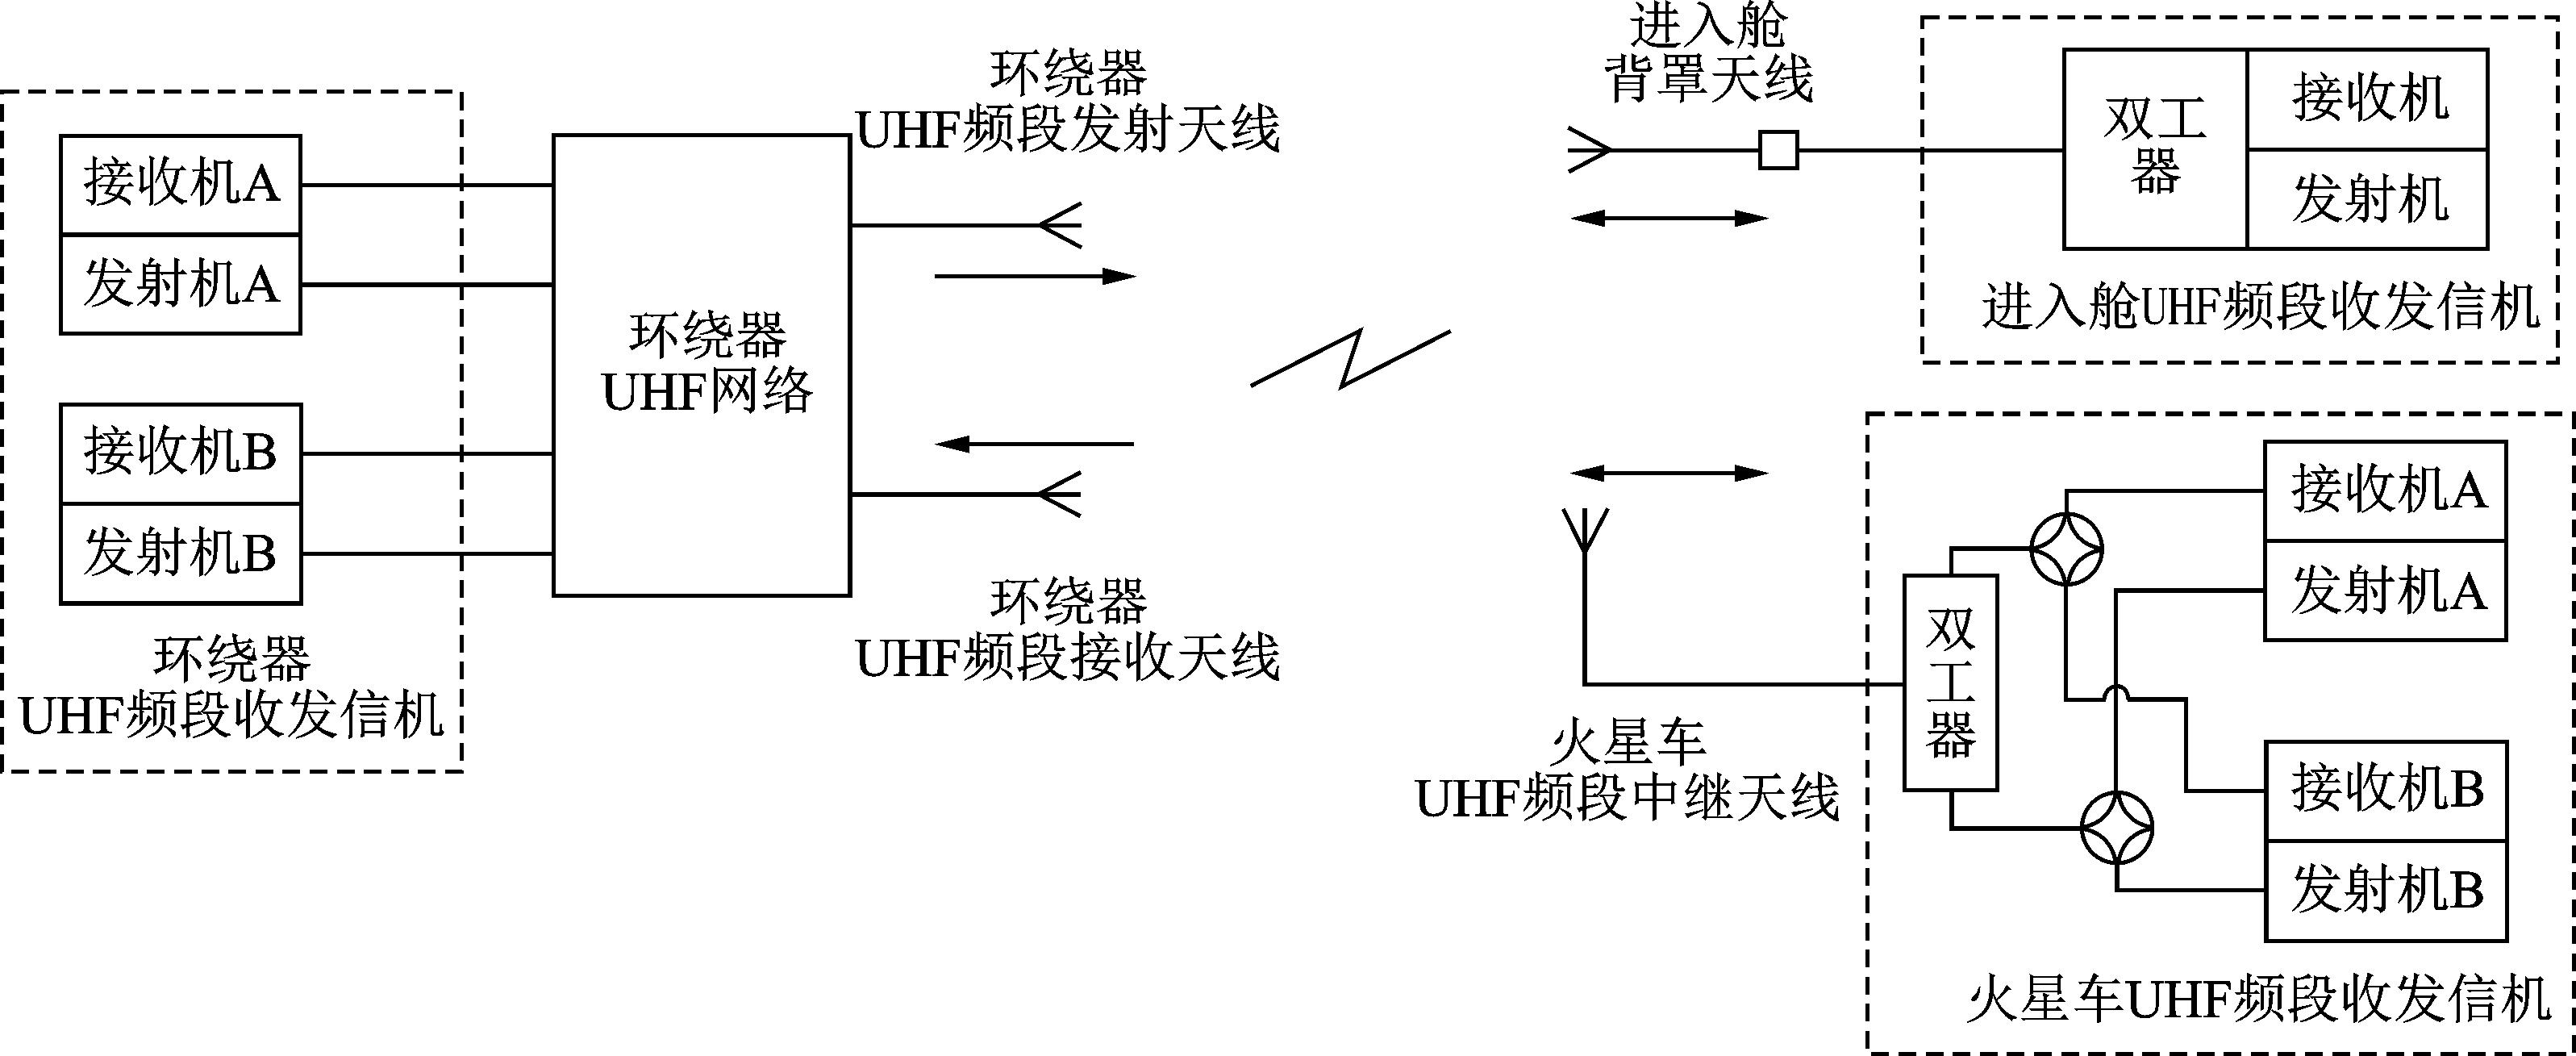 接收机A
发射机A
接收机B
发射机B
环绕器
UHF频段收发信机
环绕器
UHF网络
环绕器
UHF频段发射天线
环绕器
UHF频段接收天线
进入舱
背罩天线
双工
器
接收机
发射机
进入舱UHF频段收发信机
火星车
UHF频段中继天线
双
工
器
接收机A
发射机A
接收机B
发射机B
火星车UHF频段收发信机